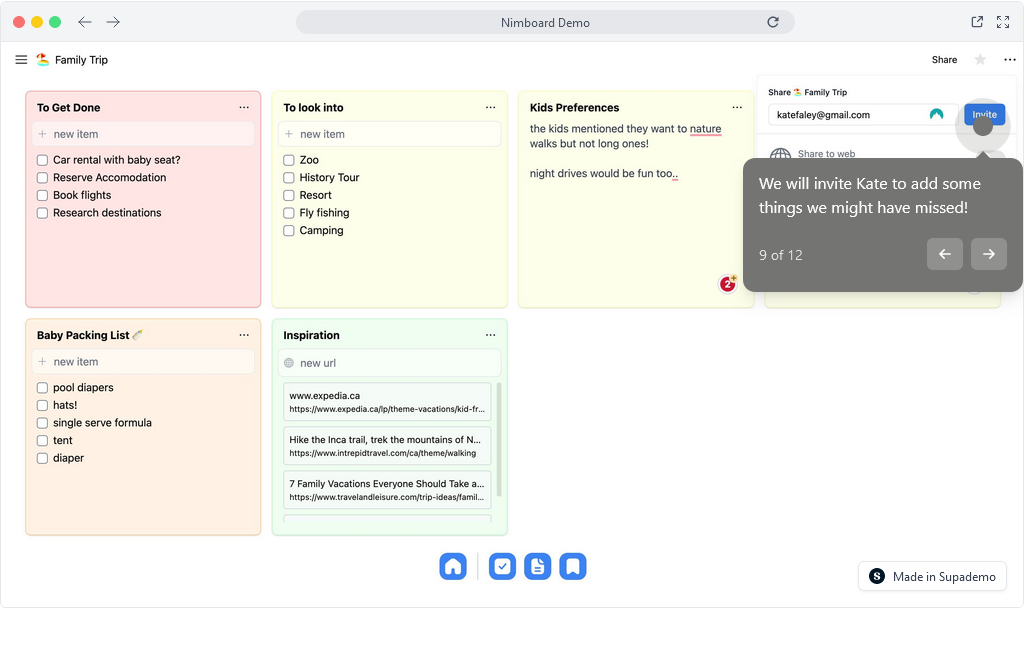 Nimboard Demo
Family Trip
Share
To Get Done
new item
Car rental with baby seat?
Reserve Accomodation
Book flights
Research destinations
To look into
new item
Zoo
History Tour
Resort
Fly fishing
Camping
Kids Preferences
the kids mentioned they want to nature
walks but not long ones!
night drives would be fun too..
2
Share Family Trip
katefaley@gmail.com
Invite
Share to web
We will invite Kate to add some
things we might have missed!
9 of 12
Baby Packing List
new item
pool diapers
hats!
single serve formula
tent
diaper
Inspiration
new url
www.expedia.ca
https://www.expedia.ca/lp/theme-vacations/kid-fr...
Hike the Inca trail, trek the mountains of N...
https://www.intrepidtravel.com/ca/theme/walking
7 Family Vacations Everyone Should Take a...
https://www.travelandleisure.com/trip-ideas/famil...
Made in Supademo